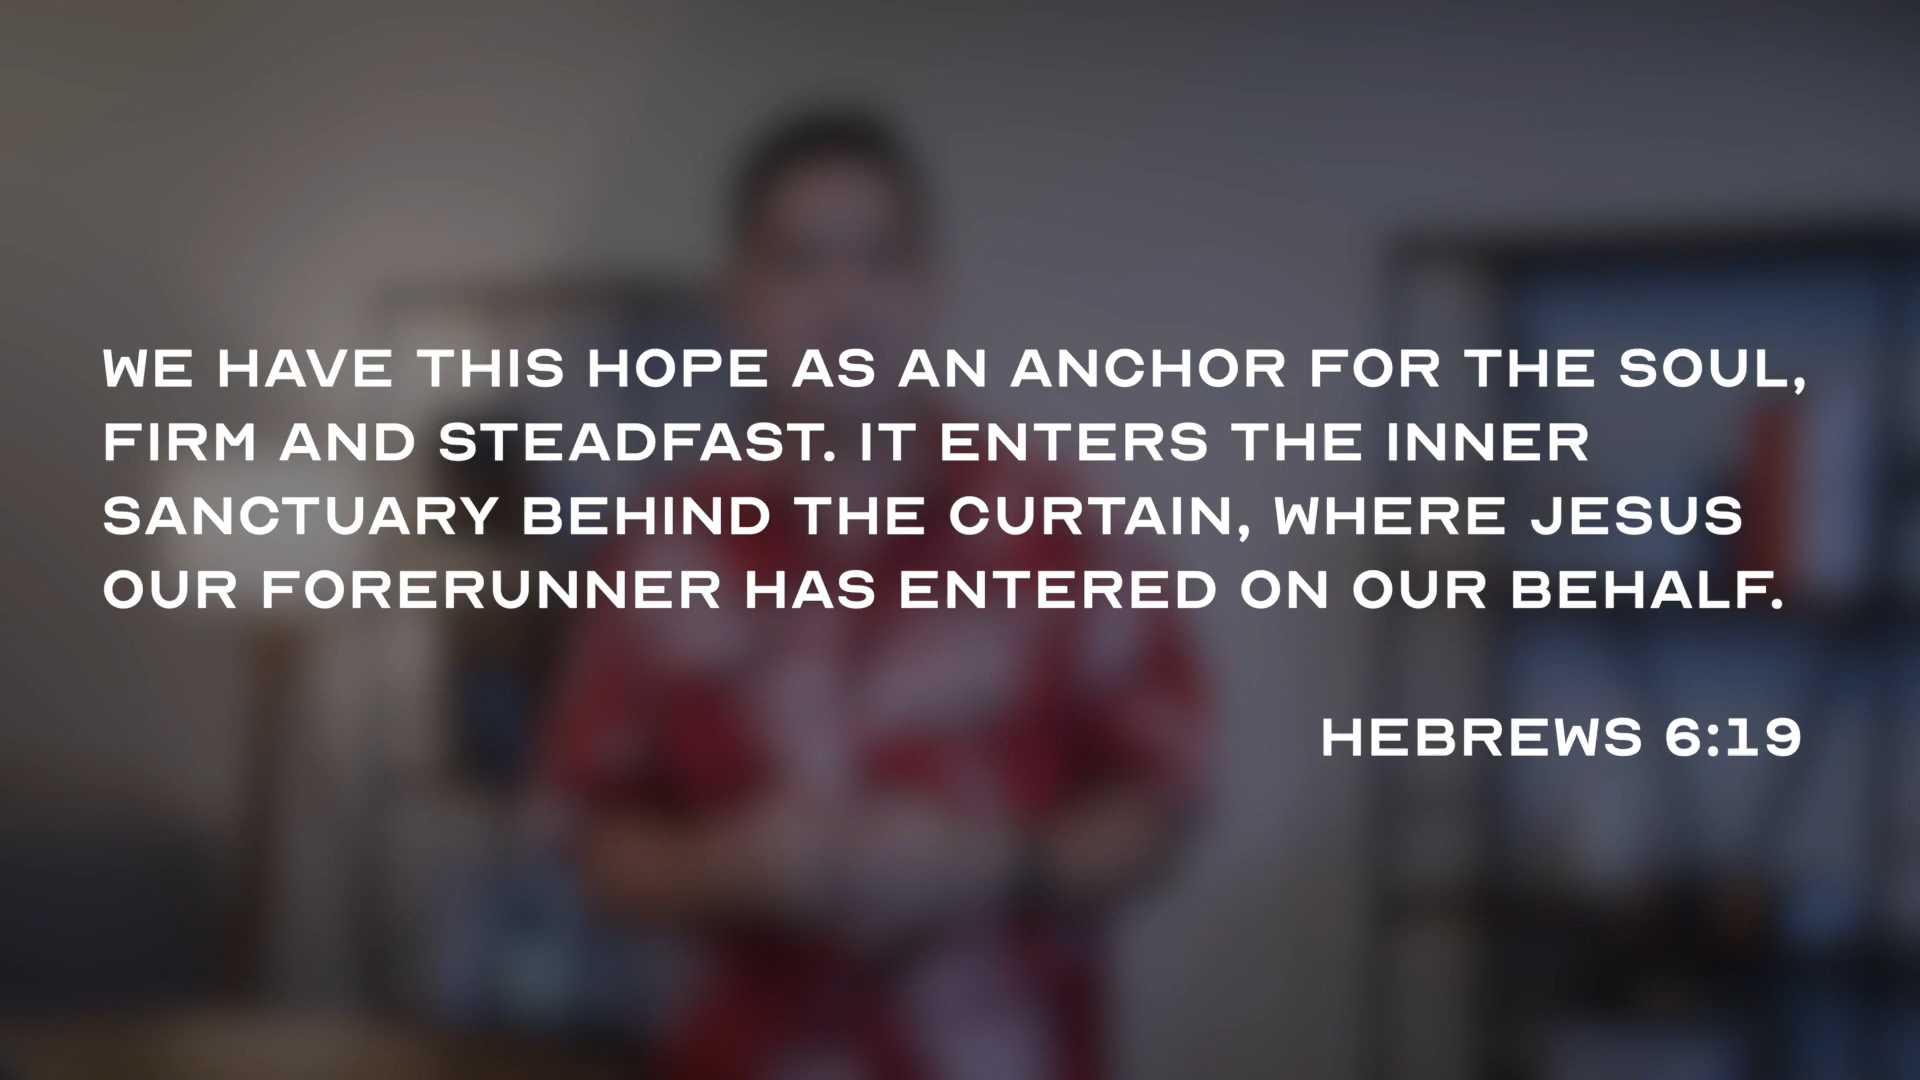 WE HAVE THIS HOPE AS AN ANCHOR FOR THE SOUL,
FIRM AND STEADFAST. IT ENTERS THE INNER
SANCTUARY BEHIND THE CURTAIN, WHERE JESUS
OUR FORERUNNER HAS ENTERED ON OUR BEHALF.
HEBREWS 6:19